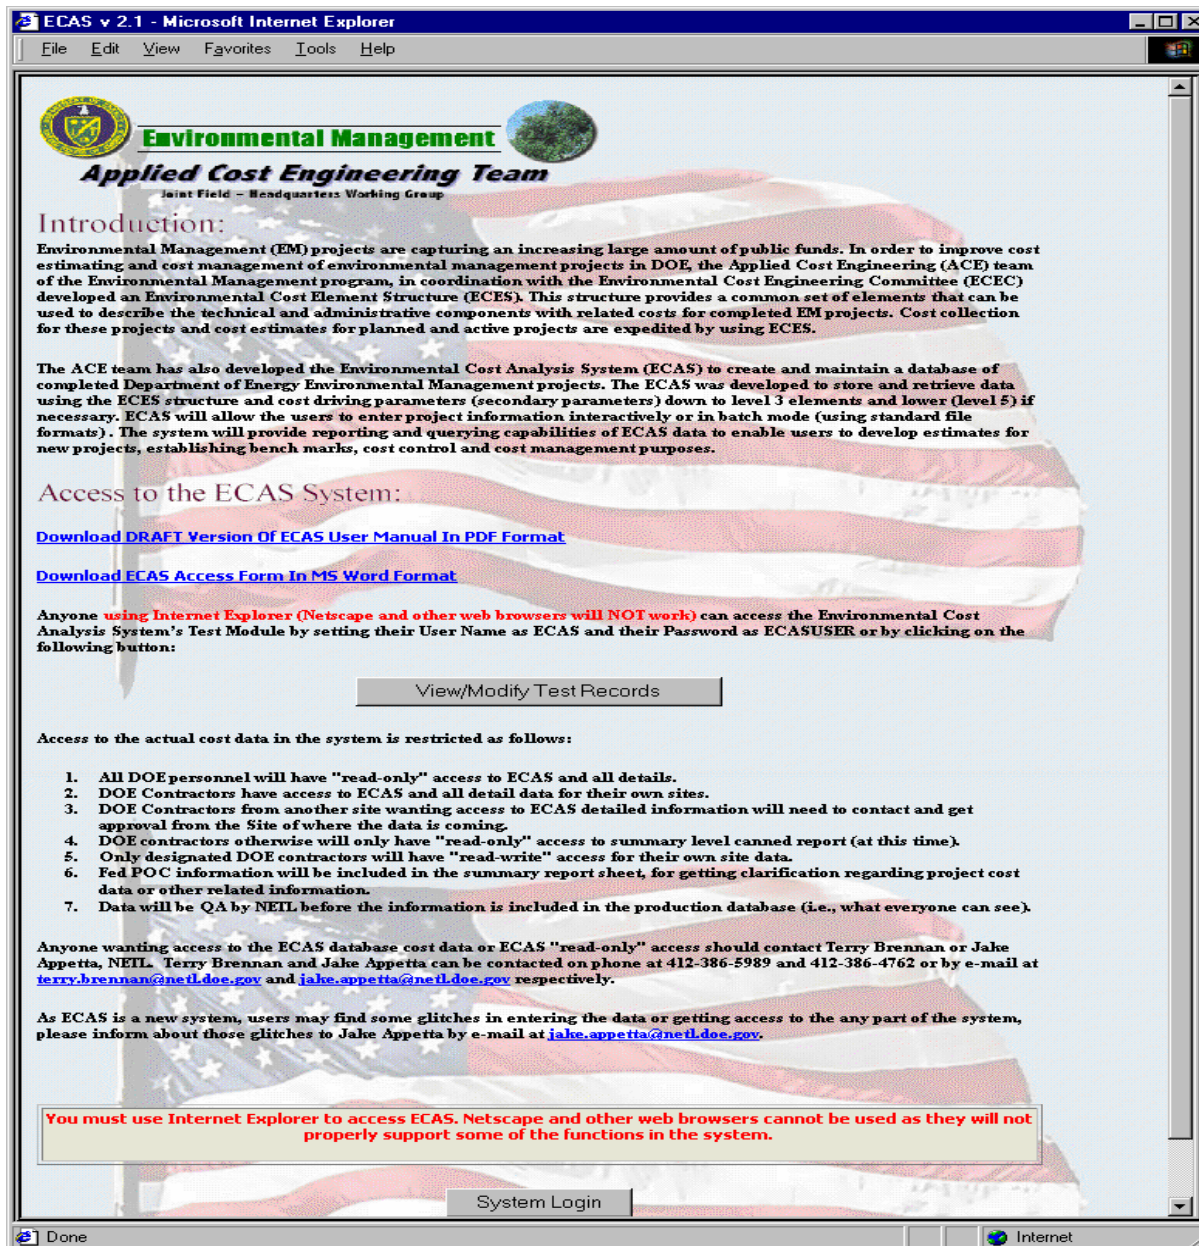 ECAS v 2.1 - Microsoft Internet Explorer
File Edit View Favorites Tools Help
Environmental Management
Applied Cost Engineering Team
Joint Field - Headquarters Working Group
Introduction:
Environmental Management (EM) projects are capturing an increasing large amount of public funds. In order to improve cost
estimating and cost management of environmental management projects in DOE, the Applied Cost Engineering (ACE) team
of the Environmental Management program, in coordination with the Environmental Cost Engineering Committee (ECEC)
developed an Environmental Cost Element Structure (ECES). This structure provides a common set of elements that can be
used to describe the technical and administrative components with related costs for completed EM projects. Cost collection
for these projects and cost estimates for planned and active projects are expedited by using ECES.
The ACE team has also developed the Environmental Cost Analysis System (ECAS) to create and maintain a database of
completed Department of Energy Environmental Management projects. The ECAS was developed to store and retrieve data
using the ECES structure and cost driving parameters (secondary parameters) down to level 3 elements and lower (level 5) if
necessary. ECAS will allow the users to enter project information interactively or in batch mode (using standard file
formats) . The system will provide reporting and querying capabilities of ECAS data to enable users to develop estimates for
new projects, establishing bench marks, cost control and cost management purposes.
Access to the ECAS System:
Download DRAFT Version Of ECAS User Manual In PDF Format
Download ECAS Access Form In MS Word Format
Anyone using Internet Explorer (Netscape and other web browsers will NOT work) can access the Environmental Cost
Analysis System's Test Module by setting their User Name as ECAS and their Password as ECASUSER or by clicking on the
following button:
View/Modify Test Records
Access to the actual cost data in the system is restricted as follows:
1. All DOE personnel will have "read-only" access to ECAS and all details.
2. DOE Contractors have access to ECAS and all detail data for their own sites.
3. DOE Contractors from another site wanting access to ECAS detailed information will need to contact and get
approval from the Site of where the data is coming.
4. DOE contractors otherwise will only have "read-only" access to summary level canned report (at this time).
5. Only designated DOE contractors will have "read-write" access for their own site data.
6. Fed POC information will be included in the summary report sheet, for getting clarification regarding project cost
data or other related information.
7. Data will be QA by NETL before the information is included in the production database (i.e., what everyone can see).
Anyone wanting access to the ECAS database cost data or ECAS "read-only" access should contact Terry Brennan or Jake
Appetta, NETL. Terry Brennan and Jake Appetta can be contacted on phone at 412-386-5989 and 412-386-4762 or by e-mail at
terry.brennan@netl.doe.gov and jake.appetta@netl.doe.gov respectively.
As ECAS is a new system, users may find some glitches in entering the data or getting access to the any part of the system,
please inform about those glitches to Jake Appetta by e-mail at jake.appetta@netl.doe.gov.
You must use Internet Explorer to access ECAS. Netscape and other web browsers cannot be used as they will not
properly support some of the functions in the system.
System Login
Done
Internet